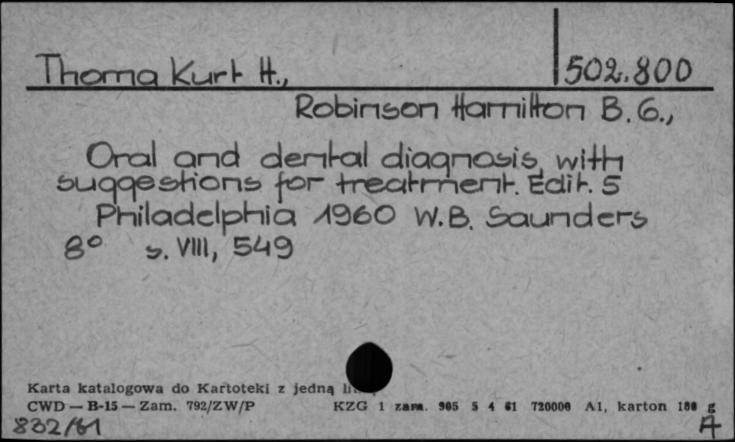 Thoma Kurt H., 502.800
Robinson Hamilton B. G.,
Oral and dental diagnosis with
suggestions for treatment. Edit. 5
Philadelphia 1960 W.B. Saunders
8° s. VIII, 549
Karta katalogowa do Kartoteki z jedną
CWD — B-15 — Zam. 792/ZW/P KZG 1 zam. 905 5 4 61 720000 A1, karton 180 g
832/61 A